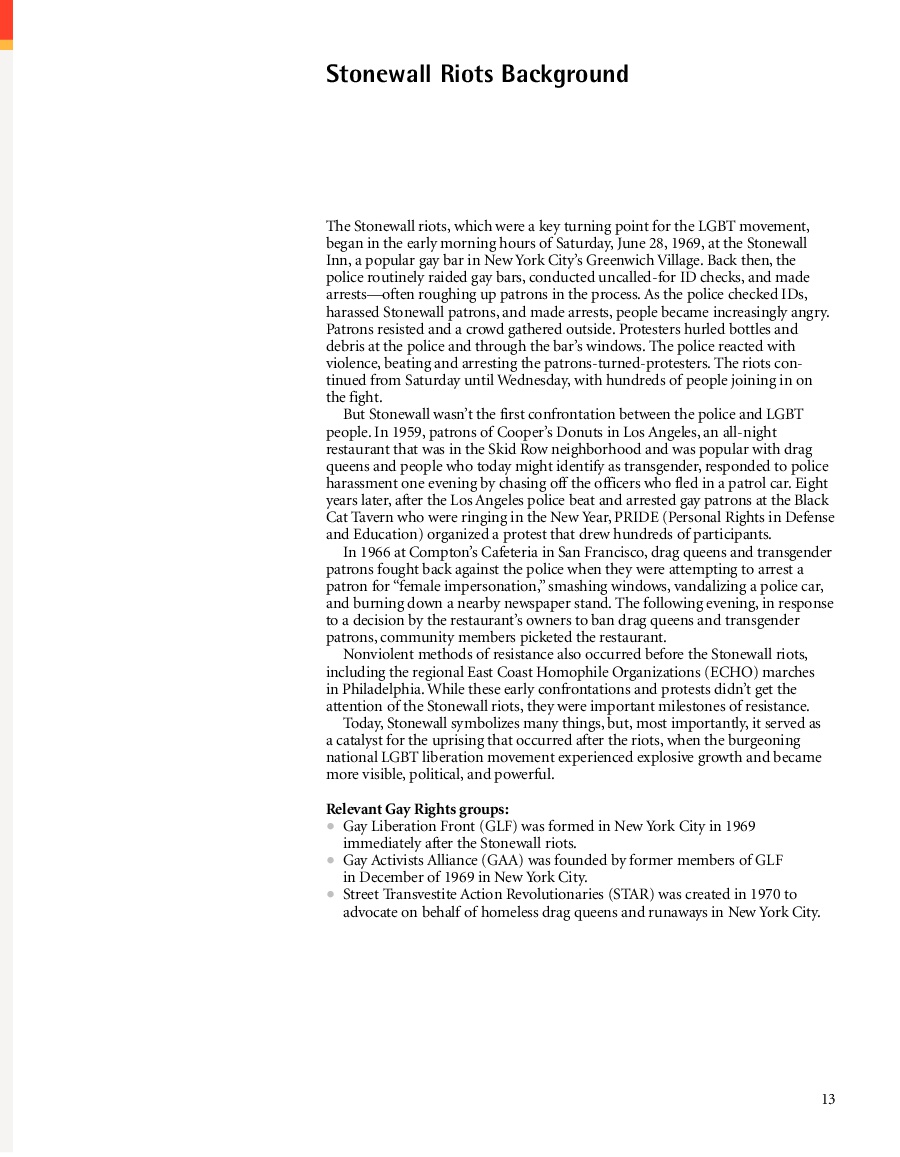 Stonewall Riots Background
The Stonewall riots, which were a key turning point for the LGBT movement,
began in the early morning hours of Saturday, June 28, 1969, at the Stonewall
Inn, a popular gay bar in New York City’s Greenwich Village. Back then, the
police routinely raided gay bars, conducted uncalled-for ID checks, and made
arrests—often roughing up patrons in the process. As the police checked IDs,
harassed Stonewall patrons, and made arrests, people became increasingly angry.
Patrons resisted and a crowd gathered outside. Protesters hurled bottles and
debris at the police and through the bar’s windows. The police reacted with
violence, beating and arresting the patrons-turned-protesters. The riots con-
tinued from Saturday until Wednesday, with hundreds of people joining in on
the fight.
But Stonewall wasn’t the first confrontation between the police and LGBT
people. In 1959, patrons of Cooper’s Donuts in Los Angeles, an all-night
restaurant that was in the Skid Row neighborhood and was popular with drag
queens and people who today might identify as transgender, responded to police
harassment one evening by chasing off the officers who fled in a patrol car. Eight
years later, after the Los Angeles police beat and arrested gay patrons at the Black
Cat Tavern who were ringing in the New Year, PRIDE (Personal Rights in Defense
and Education) organized a protest that drew hundreds of participants.
In 1966 at Compton’s Cafeteria in San Francisco, drag queens and transgender
patrons fought back against the police when they were attempting to arrest a
patron for “female impersonation,” smashing windows, vandalizing a police car,
and burning down a nearby newspaper stand. The following evening, in response
to a decision by the restaurant’s owners to ban drag queens and transgender
patrons, community members picketed the restaurant.
Nonviolent methods of resistance also occurred before the Stonewall riots,
including the regional East Coast Homophile Organizations (ECHO) marches
in Philadelphia. While these early confrontations and protests didn’t get the
attention of the Stonewall riots, they were important milestones of resistance.
Today, Stonewall symbolizes many things, but, most importantly, it served as
a catalyst for the uprising that occurred after the riots, when the burgeoning
national LGBT liberation movement experienced explosive growth and became
more visible, political, and powerful.
Relevant Gay Rights groups:
● Gay Liberation Front (GLF) was formed in New York City in 1969
immediately after the Stonewall riots.
● Gay Activists Alliance (GAA) was founded by former members of GLF
in December of 1969 in New York City.
● Street Transvestite Action Revolutionaries (STAR) was created in 1970 to
advocate on behalf of homeless drag queens and runaways in New York City.
13